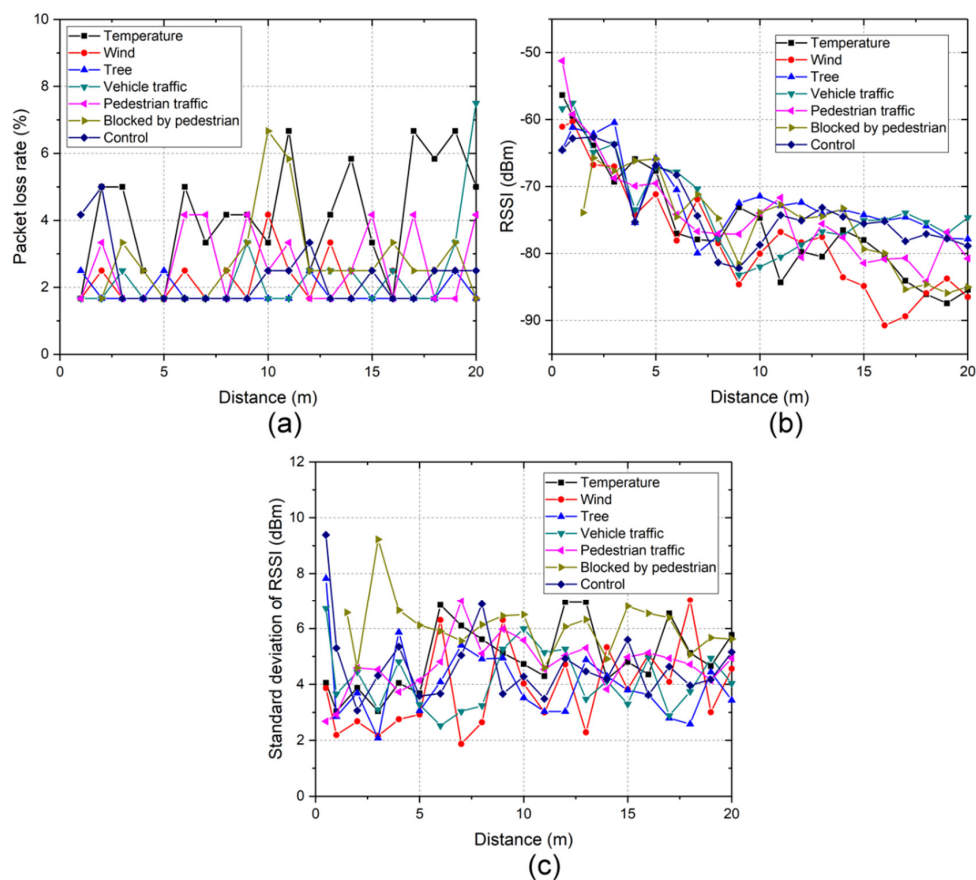 (a)
Packet loss rate (%)
10
8
6
4
2
0
Temperature
Wind
Tree
Vehicle traffic
Pedestrian traffic
Blocked by pedestrian
Control
0 5 10 15 20
Distance (m)
(a)
RSSI (dBm)
-50
-60
-70
-80
-90
Temperature
Wind
Tree
Vehicle traffic
Pedestrian traffic
Blocked by pedestrian
Control
0 5 10 15 20
Distance (m)
(b)
Standard deviation of RSSI (dBm)
12
10
8
6
4
2
0
Temperature
Wind
Tree
Vehicle traffic
Pedestrian traffic
Blocked by pedestrian
Control
0 5 10 15 20
Distance (m)
(c)